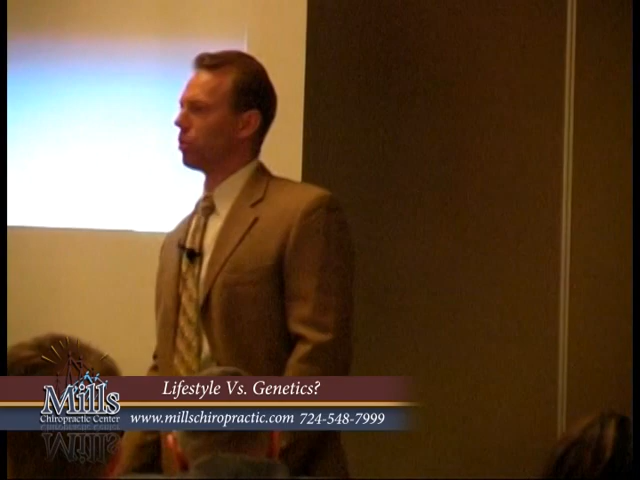 Lifestyle Vs. Genetics?
Mills
Chiropractic Center
www.millschiropractic.com 724-548-7999